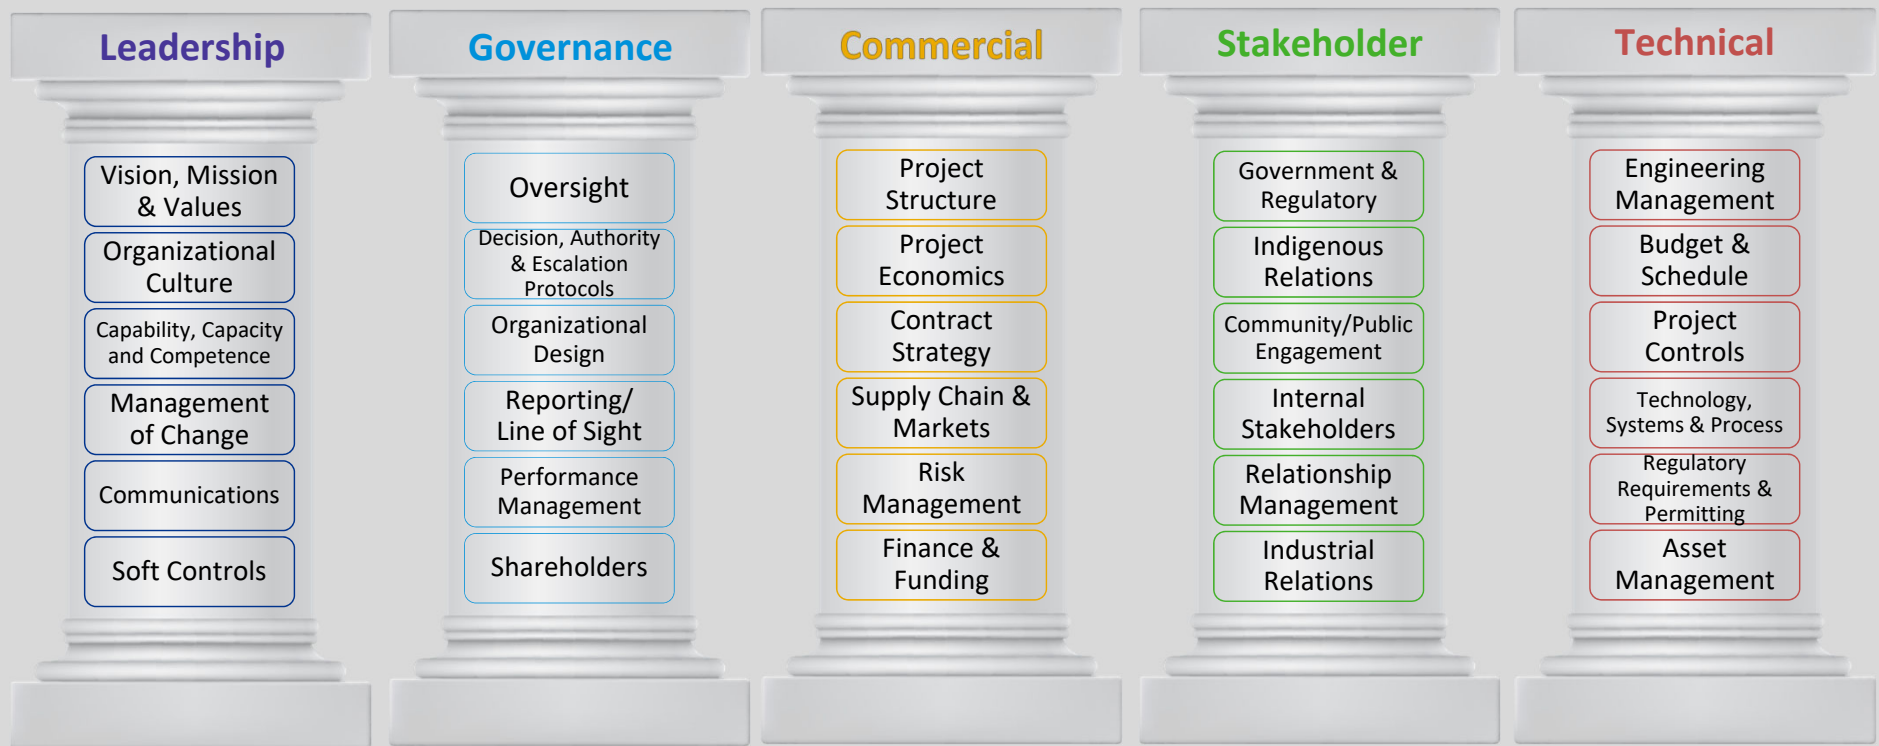 Leadership
Vision, Mission
& Values
Organizational
Culture
Capability, Capacity
and Competence
Management
of Change
Communications
Soft Controls
Governance
Oversight
Decision, Authority
& Escalation
Protocols
Organizational
Design
Reporting/
Line of Sight
Performance
Management
Shareholders
Commercial
Project
Structure
Project
Economics
Contract
Strategy
Supply Chain &
Markets
Risk
Management
Finance &
Funding
Stakeholder
Government &
Regulatory
Indigenous
Relations
Community/Public
Engagement
Internal
Stakeholders
Relationship
Management
Industrial
Relations
Technical
Engineering
Management
Budget &
Schedule
Project
Controls
Technology,
Systems & Process
Regulatory
Requirements &
Permitting
Asset
Management